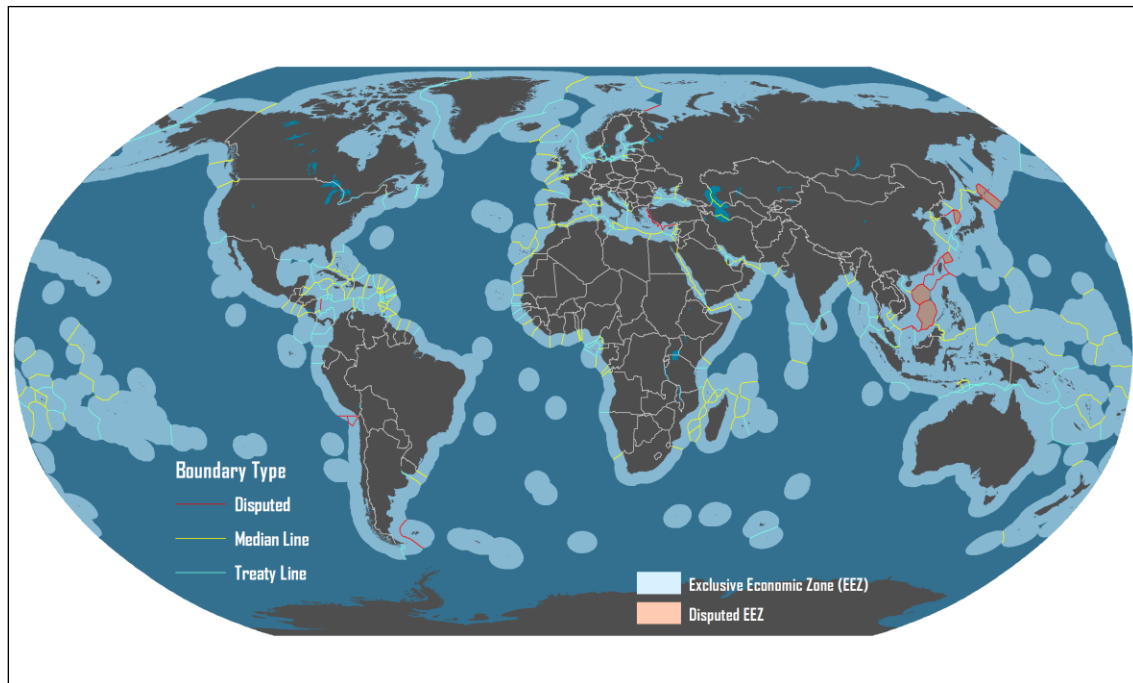 Boundary Type
Disputed
Median Line
Treaty Line
Exclusive Economic Zone (EEZ)
Disputed EEZ